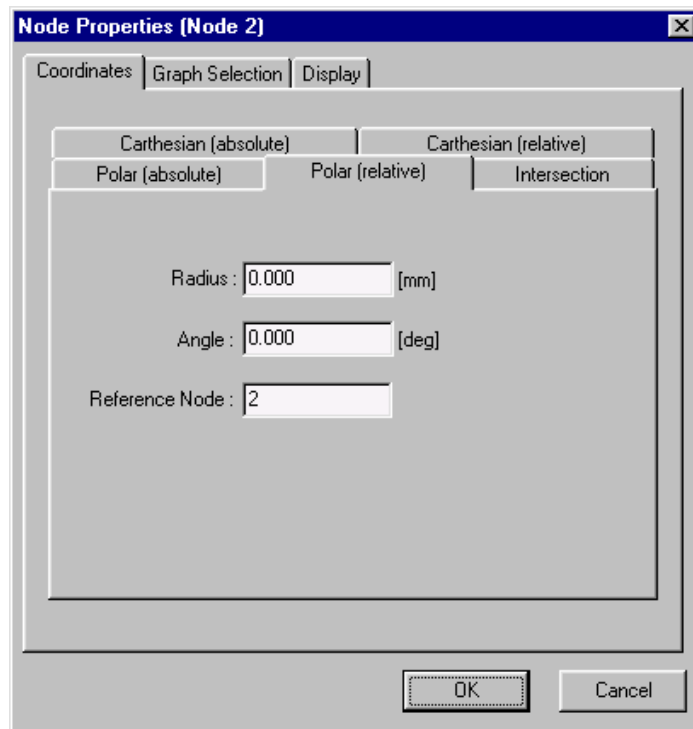 Node Properties (Node 2)
Coordinates Graph Selection Display
Carthesian (absolute) Carthesian (relative)
Polar (absolute) Polar (relative) Intersection
Radius : 0.000 [mm]
Angle : 0.000 [deg]
Reference Node : 2
OK Cancel